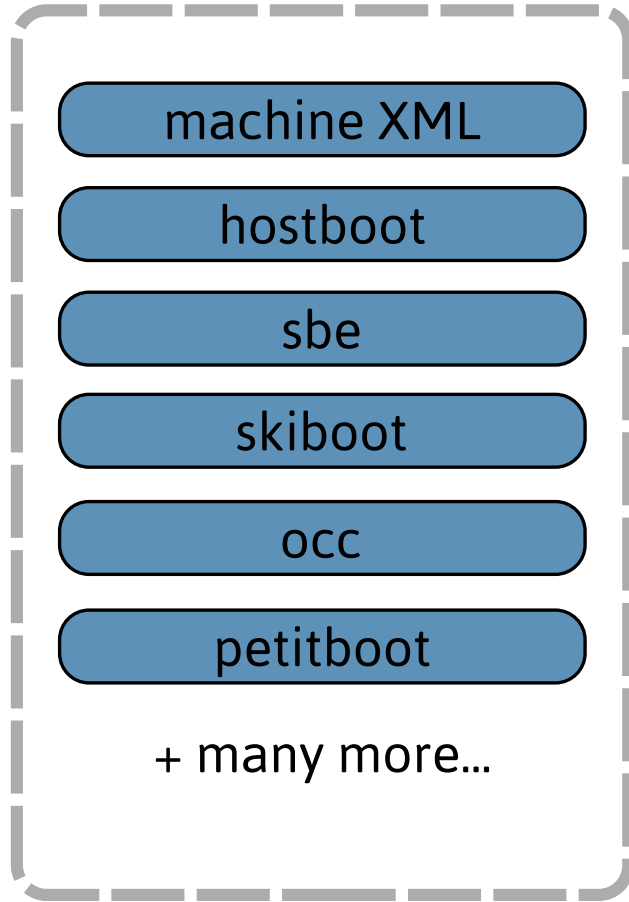 machine XML
hostboot
sbe
skiboot
occ
petitboot
+ many more...